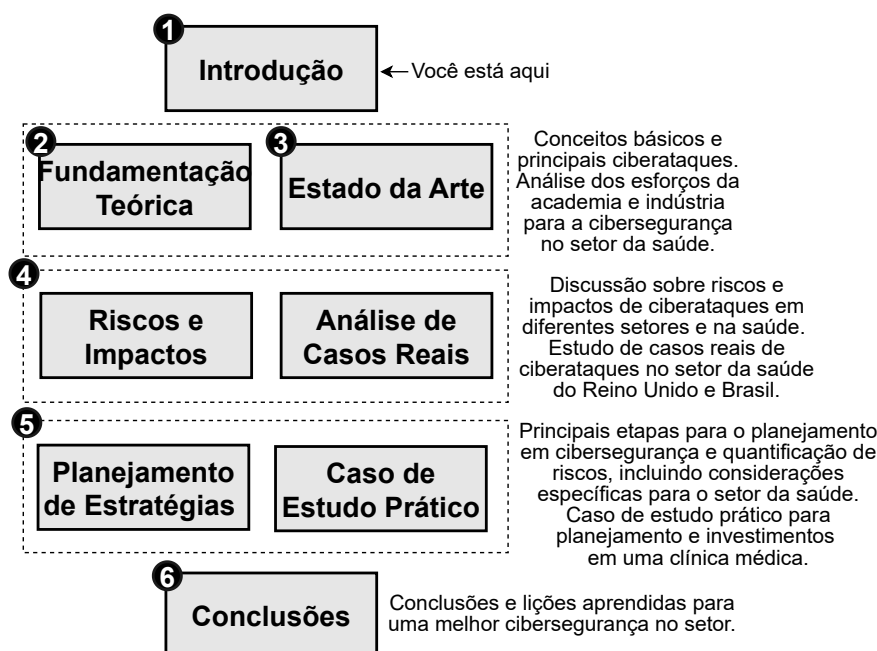 1
Introdução
Você está aqui
2
Fundamentação
Teórica
3
Estado da Arte
Conceitos básicos e
principais ciberataques.
Análise dos esforços da
academia e indústria
para a cibersegurança
no setor da saúde.
4
Riscos e
Impactos
Análise de
Casos Reais
Discussão sobre riscos e
impactos de ciberataques em
diferentes setores e na saúde.
Estudo de casos reais de
ciberataques no setor da saúde
do Reino Unido e Brasil.
5
Planejamento
de Estratégias
Caso de
Estudo Prático
Principais etapas para o planejamento
em cibersegurança e quantificação de
riscos, incluindo considerações
específicas para o setor da saúde.
Caso de estudo prático para
planejamento e investimentos
em uma clínica médica.
6
Conclusões
Conclusões e lições aprendidas para
uma melhor cibersegurança no setor.